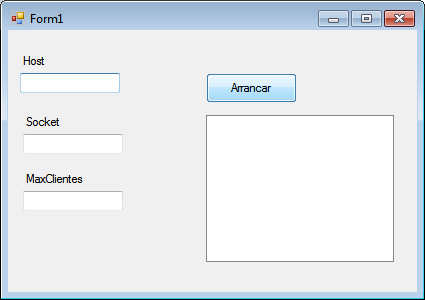 Form1
Host
Arrancar
Socket
MaxClientes